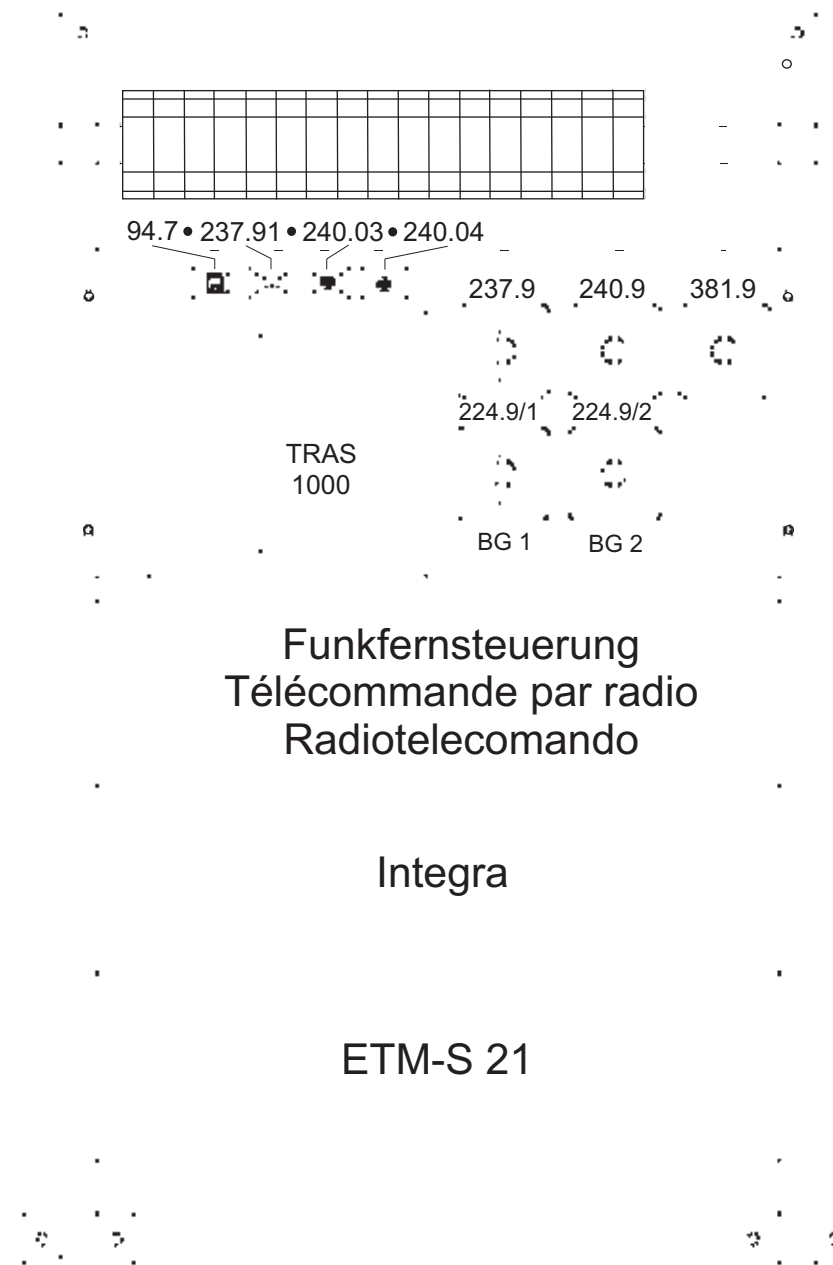 94.7 • 237.91 • 240.03 • 240.04
237.9 240.9 381.9
224.9/1 224.9/2
TRAS
1000
BG 1 BG 2
Funkfernsteuerung
Télécommande par radio
Radiotelecomando
Integra
ETM-S 21